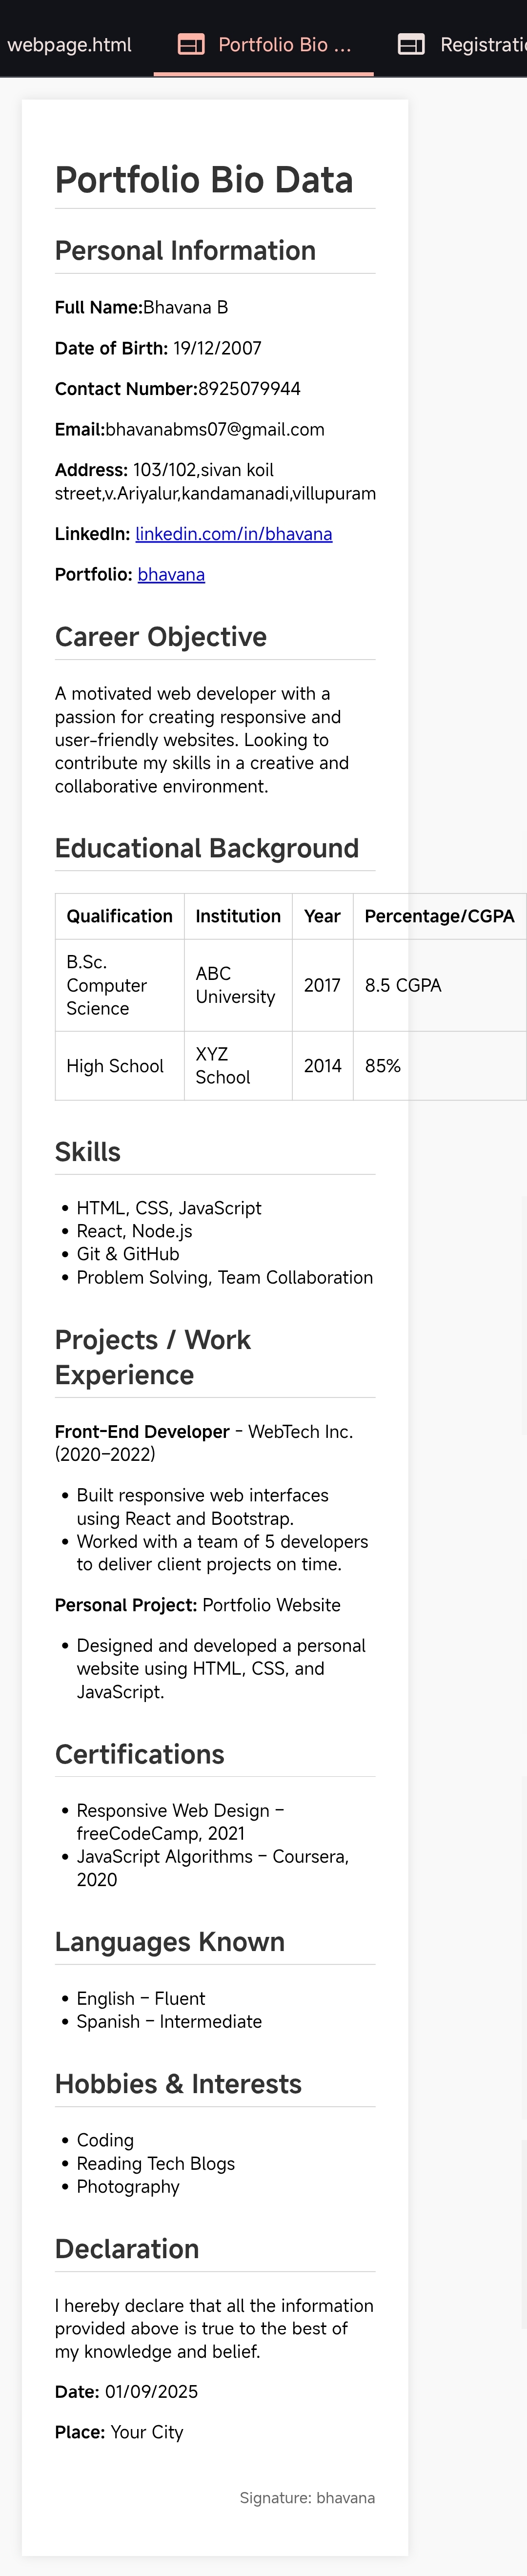 webpage.html
Portfolio Bio ...
Registratio
Portfolio Bio Data
Personal Information
Full Name:Bhavana B
Date of Birth: 19/12/2007
Contact Number:8925079944
Email:bhavanabms07@gmail.com
Address: 103/102,sivan koil
street,v.Ariyalur,kandamanadi,villupuram
LinkedIn: linkedin.com/in/bhavana
Portfolio: bhavana
Career Objective
A motivated web developer with a
passion for creating responsive and
user-friendly websites. Looking to
contribute my skills in a creative and
collaborative environment.
Educational Background
Qualification Institution Year Percentage/CGPA
B.Sc.
Computer
Science
ABC
University
2017
8.5 CGPA
High School
XYZ
School
2014
85%
Skills
• HTML, CSS, JavaScript
• React, Node.js
• Git & GitHub
• Problem Solving, Team Collaboration
Projects / Work
Experience
Front-End Developer - WebTech Inc.
(2020–2022)
• Built responsive web interfaces
using React and Bootstrap.
• Worked with a team of 5 developers
to deliver client projects on time.
Personal Project: Portfolio Website
• Designed and developed a personal
website using HTML, CSS, and
JavaScript.
Certifications
• Responsive Web Design –
freeCodeCamp, 2021
• JavaScript Algorithms – Coursera,
2020
Languages Known
• English – Fluent
• Spanish – Intermediate
Hobbies & Interests
• Coding
• Reading Tech Blogs
• Photography
Declaration
I hereby declare that all the information
provided above is true to the best of
my knowledge and belief.
Date: 01/09/2025
Place: Your City
Signature: bhavana